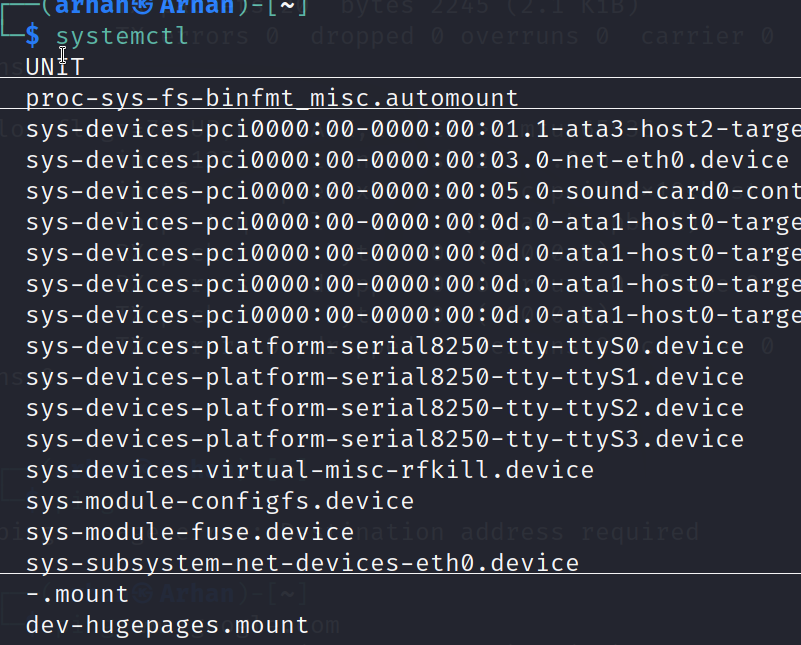 ┌──(arhan㉿Arhan)-[~]
└─$ systemctl
UNIT
proc-sys-fs-binfmt_misc.automount
sys-devices-pci0000:00-0000:00:01.1-ata3-host2-targe
sys-devices-pci0000:00-0000:00:03.0-net-eth0.device
sys-devices-pci0000:00-0000:00:05.0-sound-card0-cont
sys-devices-pci0000:00-0000:00:0d.0-ata1-host0-targe
sys-devices-pci0000:00-0000:00:0d.0-ata1-host0-targe
sys-devices-pci0000:00-0000:00:0d.0-ata1-host0-targe
sys-devices-pci0000:00-0000:00:0d.0-ata1-host0-targe
sys-devices-platform-serial8250-tty-ttyS0.device
sys-devices-platform-serial8250-tty-ttyS1.device
sys-devices-platform-serial8250-tty-ttyS2.device
sys-devices-platform-serial8250-tty-ttyS3.device
sys-devices-virtual-misc-rfkill.device
sys-module-configfs.device
sys-module-fuse.device
sys-subsystem-net-devices-eth0.device
-.mount
dev-hugepages.mount